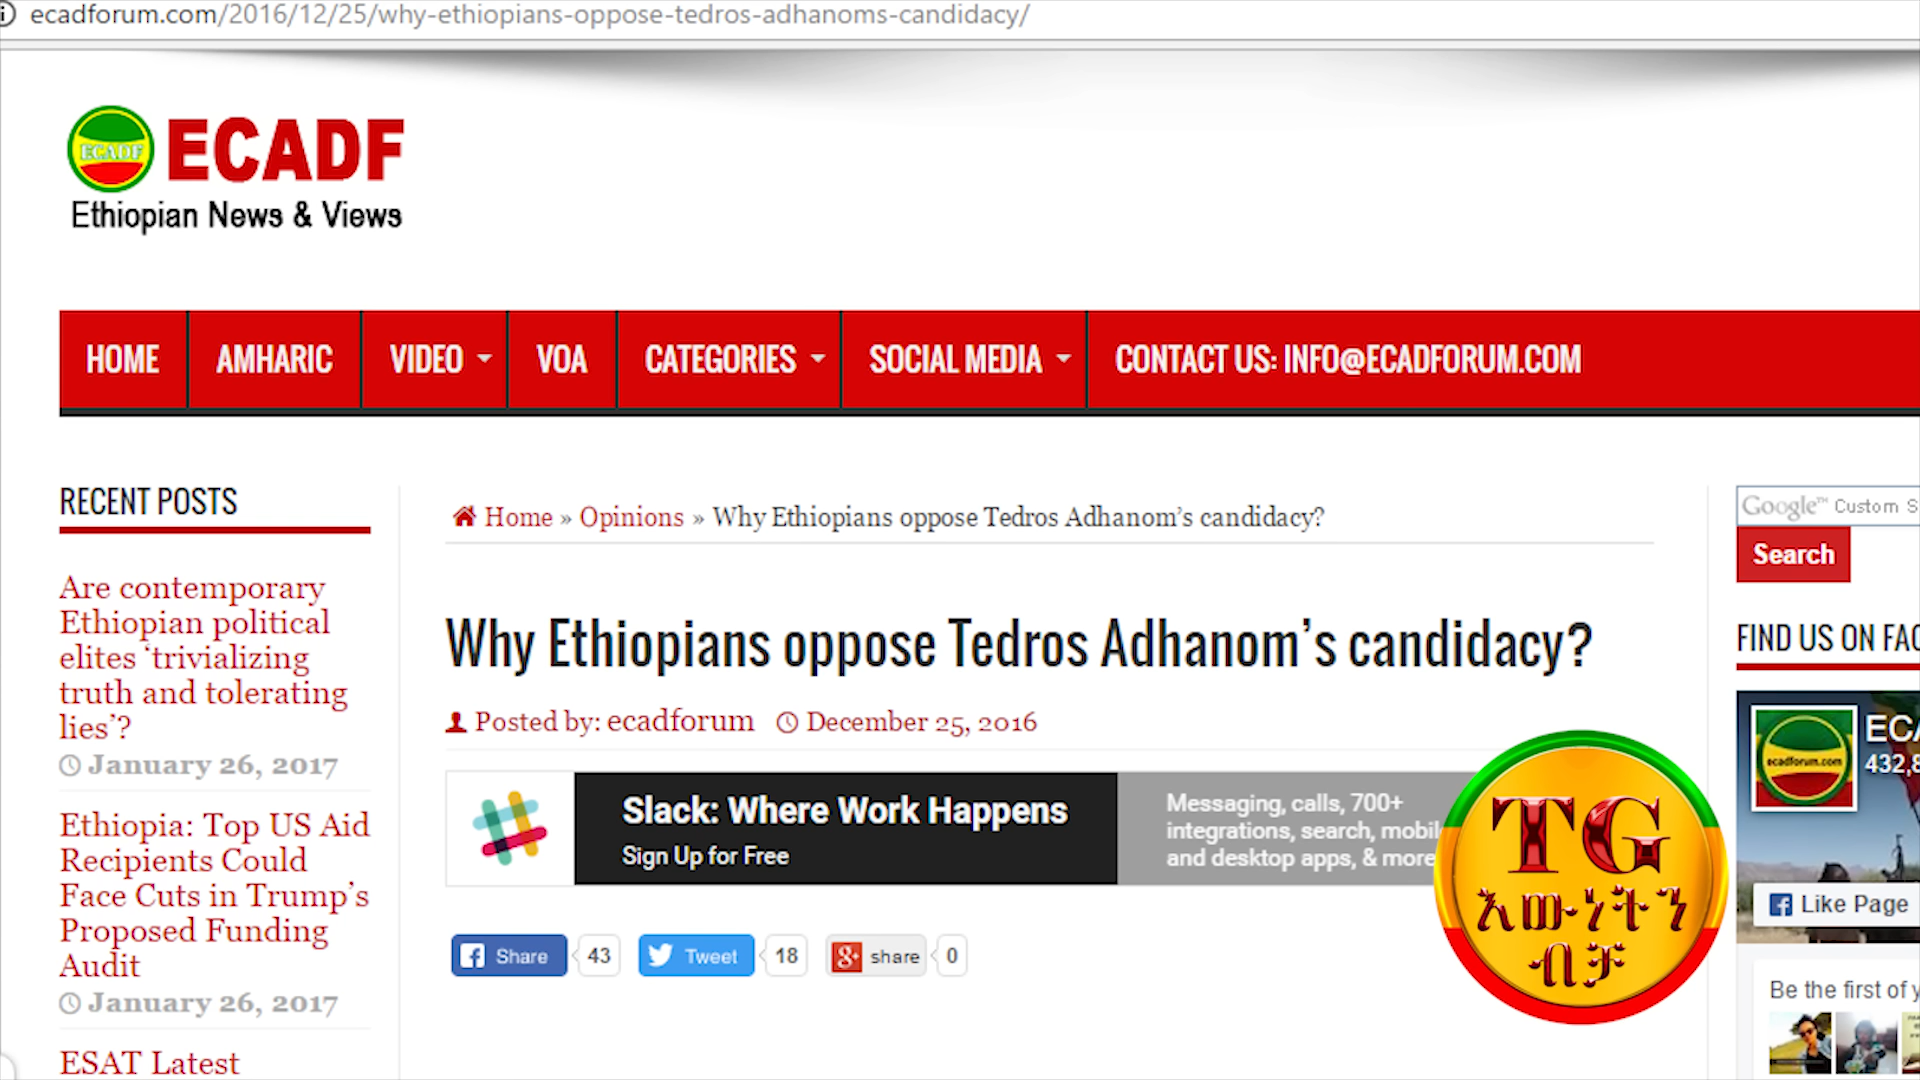 ecadforum.com/2016/12/25/why-ethiopians-oppose-tedros-adhanoms-candidacy/
ECADF
ECADF
Ethiopian News & Views
HOME
AMHARIC
VIDEO
VOA
CATEGORIES
SOCIAL MEDIA
CONTACT US: INFO@ECADFORUM.COM
RECENT POSTS
Are contemporary
Ethiopian political
elites ‘trivializing
truth and tolerating
lies’?
January 26, 2017
Ethiopia: Top US Aid
Recipients Could
Face Cuts in Trump’s
Proposed Funding
Audit
January 26, 2017
ESAT Latest
Home » Opinions » Why Ethiopians oppose Tedros Adhanom’s candidacy?
Why Ethiopians oppose Tedros Adhanom’s candidacy?
Posted by: ecadforum December 25, 2016
Slack: Where Work Happens
Sign Up for Free
Messaging, calls, 700+
integrations, search, mobil
and desktop apps, & more
Share 43
Tweet 18
share 0
TG
እውነትን
ብቻ
Google™ Custom S
Search
FIND US ON FAC
ecadforum.com
ECA
432,8
Like Page
Be the first of y